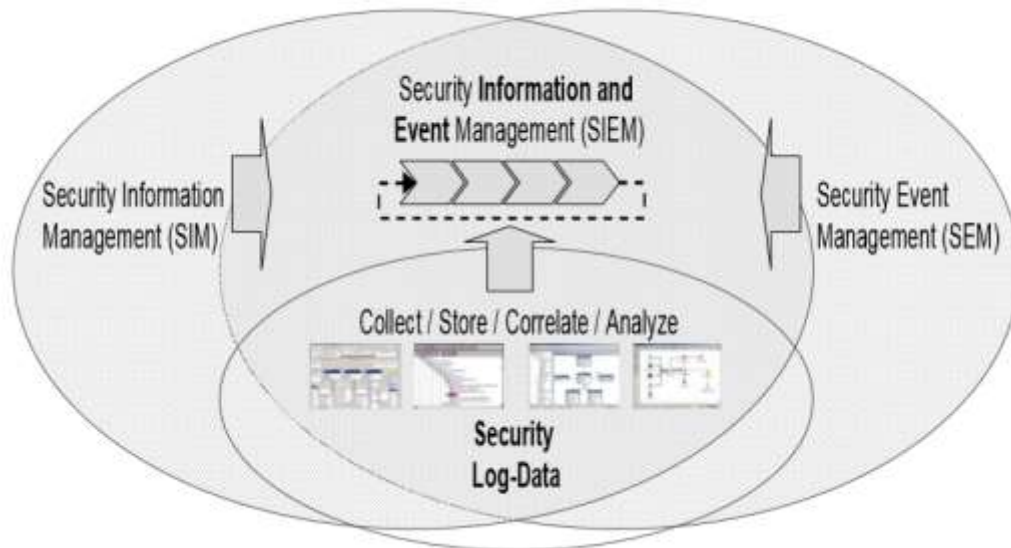 Security Information and
Event Management (SIEM)
Security Information
Management (SIM)
Security Event
Management (SEM)
Collect / Store / Correlate / Analyze
Security
Log-Data